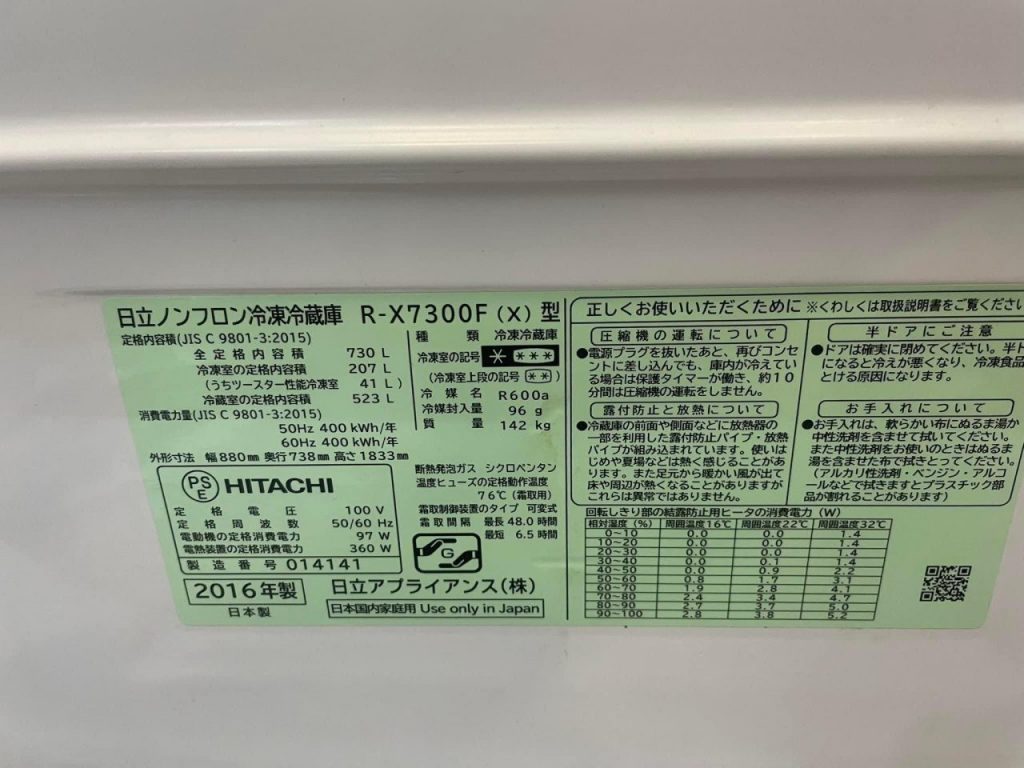 日立ノンフロン冷凍冷蔵庫 R-X7300F (X) 型
定格内容積(JIS C 9801-3:2015)
全定格内容積 730 L
冷凍室の定格内容積 207 L
(うちツースター性能冷凍室 41 L)
冷蔵室の定格内容積 523 L
消費電力量(JIS C 9801-3:2015)
50Hz 400 kWh/年
60Hz 400 kWh/年
外形寸法 幅880mm 奥行738mm 高さ1833mm
種類 冷凍冷蔵庫
冷凍室の記号 * ***
(冷凍室上段の記号 **)
冷媒 R600a
冷媒封入量 96 g
質量 142 kg
PS
E
HITACHI
定格電圧 100 V
定格周波数 50/60 Hz
電動機の定格消費電力 97 W
電熱装置の定格消費電力 360 W
製造番号 014141
2016年製
日本製
断熱発泡ガス シクロペンタン
温度ヒューズの定格動作温度
76℃(霜取用)
霜取制御装置のタイプ 可変式
霜取間隔 最長 48.0 時間
最短 6.5 時間
G
日立アプライアンス(株)
日本国内家庭用 Use only in Japan
正しくお使いいただくために ※くわしくは取扱説明書をご覧くださ
圧縮機の運転について
●電源プラグを抜いたあと、再びコンセ
ントに差し込んでも、庫内が冷えてい
る場合は保護タイマーが働き、約10
分間は圧縮機の運転をしません。
露付防止と放熱について
●冷蔵庫の前面や側面などに放熱器の
一部を利用した露付防止パイプ・放熱
パイプが組み込まれています。使いは
じめや夏場などは熱く感じることがあ
ります。また足元から暖かい風が出て
床や周辺が熱くなることがありますが
これらは異常ではありません。
半ドアにご注意
●ドアは確実に閉めてください。半ド
になると冷えが悪くなり、冷凍食品
とける原因になります。
お手入れについて
●お手入れは、軟らかい布にぬるま湯か
中性洗剤を含ませて拭いてください。
また中性洗剤をお使いのときはぬるま
湯を含ませた布で拭きとってください。
(アルカリ性洗剤・ベンジン・アルコ
ールなどで拭きますとプラスチック部
品が割れることがあります。)
回転しきり部の結露防止用ヒータの消費電力(W)
相対湿度(%) 周囲温度16℃ 周囲温度22℃ 周囲温度32℃
0~10 0.0 0.0 1.4
10~20 0.0 0.0 1.4
20~30 0.0 0.0 1.4
30~40 0.0 0.1 1.4
40~50 0.0 0.9 2.2
50~60 0.8 1.7 3.1
60~70 1.9 2.8 4.1
70~80 2.4 3.4 4.7
80~90 2.7 3.7 5.0
90~100 2.8 3.8 5.2